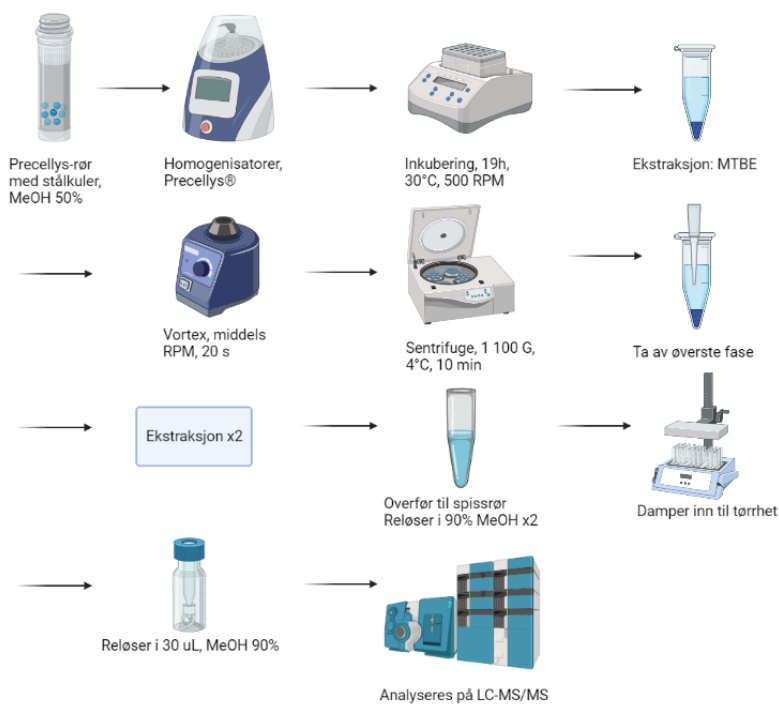 Precellys-rør
med stålkuler,
MeOH 50%
Homogenisatorer,
Precellys®
Inkubering, 19h,
30°C, 500 RPM
Ekstraksjon: MTBE
Vortex, middels
RPM, 20 s
Sentrifuge, 1 100 G,
4°C, 10 min
Ta av øverste fase
Ekstraksjon x2
Overfør til spissrør
Reløser i 90% MeOH x2
Damper inn til tørrhet
Reløser i 30 uL, MeOH 90%
Analyseres på LC-MS/MS